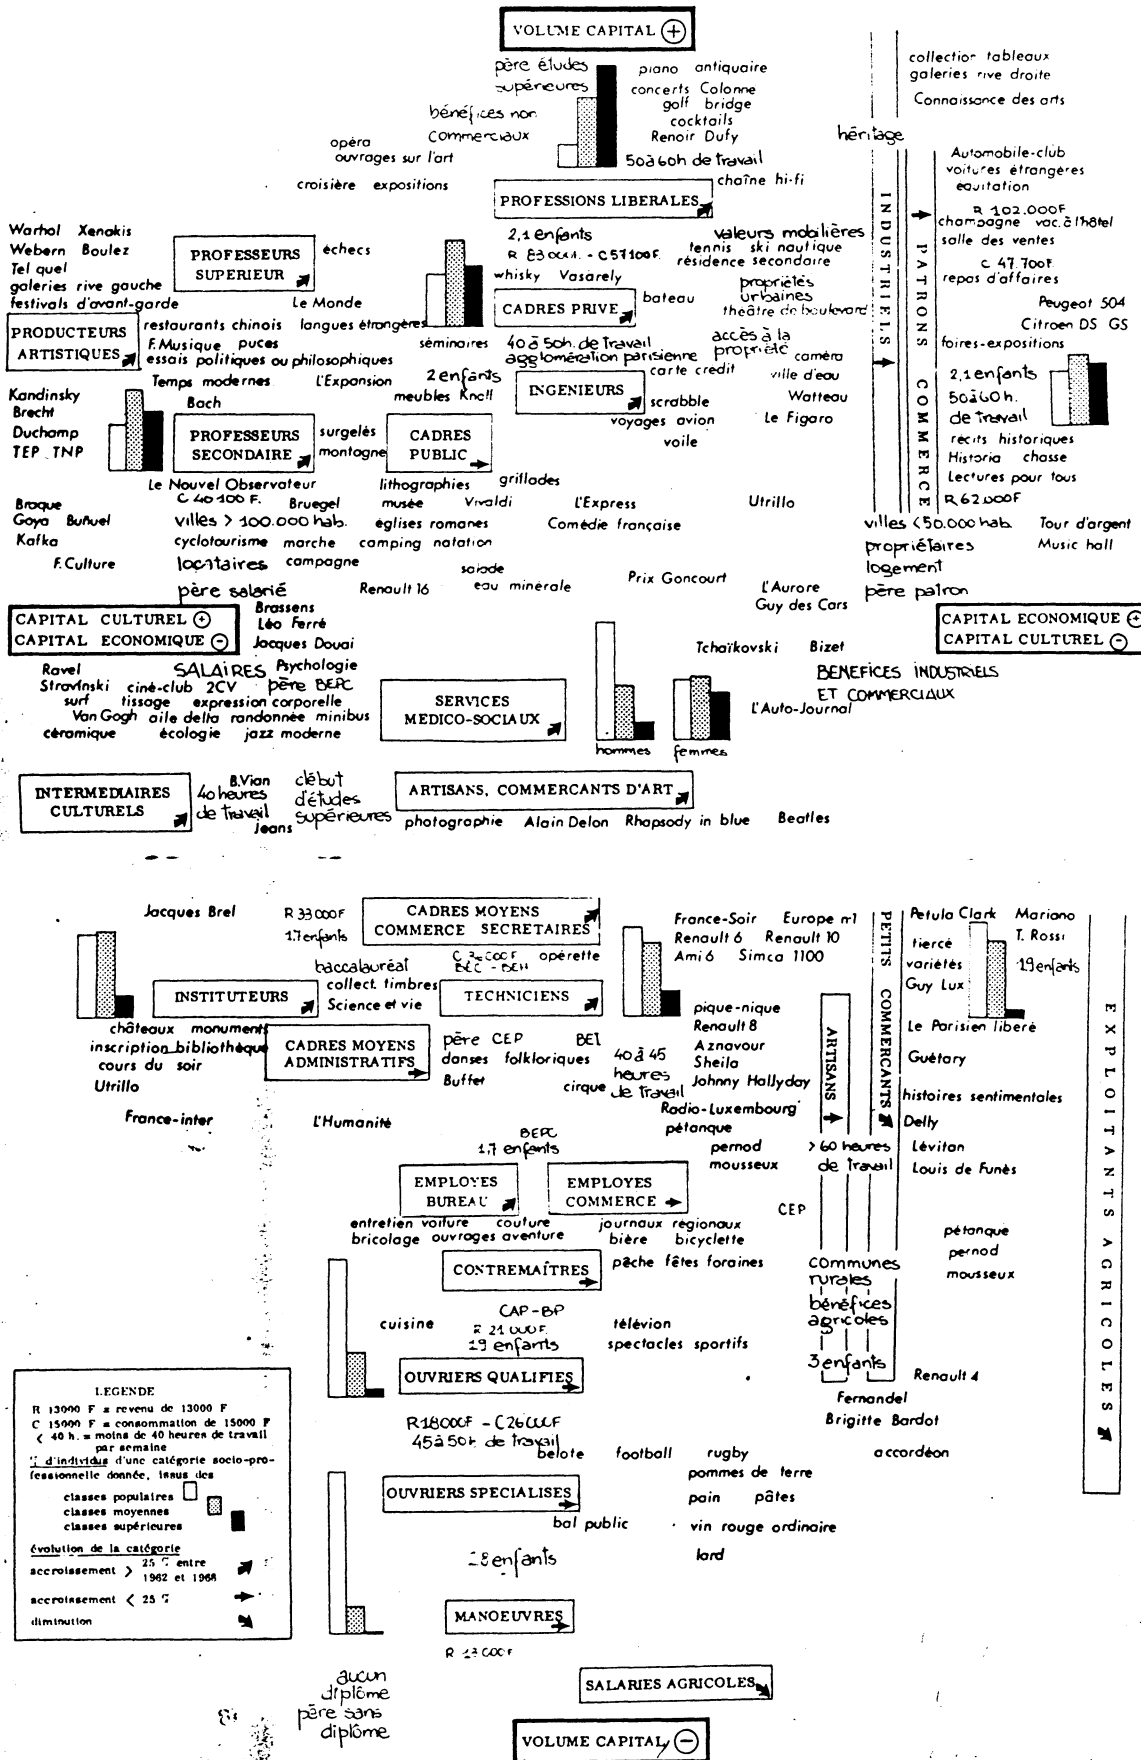 VOLUME CAPITAL +
père études
supérieures
piano antiquaire
concerts Colonne
golf bridge
cocktails
Renoir Dufy
bénéfices non
commerciaux
opéra
ouvrages sur l'art
50 à 60h de travail
croisière expositions
chaîne hi-fi
PROFESSIONS LIBERALES
collection tableaux
galeries rive droite
Connaissance des arts
héritage
Automobile-club
voitures étrangères
équitation
R 102.000F
champagne vac. à l'hôtel
salle des ventes
C 47.700F.
repas d'affaires
Peugeot 504
Citroen DS GS
foires-expositions
INDUSTRIELS
PATRONS COMMERCE
2,1 enfants
50 à 60 h.
de travail
récits historiques
Historia chasse
Lectures pour tous
R 62.000F
Warhol Xenakis
Webern Boulez
Tel quel
galeries rive gauche
festivals d'avant-garde
PROFESSEURS
SUPERIEUR
échecs
Le Monde
2,1 enfants
C 57100F.
whisky Vasarely
valeurs mobilières
tennis ski nautique
résidence secondaire
CADRES PRIVE
bateau
propriétés
urbaines
théâtre de boulevard
PRODUCTEURS
ARTISTIQUES
restaurants chinois langues étrangères
F.Musique puces
essais politiques ou philosophiques
séminaires
40 à 50h. de travail
agglomération parisienne
accès à la
propriété
carte credit
caméra
ville d'eau
Temps modernes l'Expansion
2 enfants
meubles Knoll
INGENIEURS
scrabble
Watteau
voyages avion
Le Figaro
voile
Kandinsky
Brecht
Duchamp
TEP TNP
Bach
PROFESSEURS
SECONDAIRE
surgelés
montagne
CADRES
PUBLIC
Le Nouvel Observateur
lithographies
grillades
C 40100 F.
Bruegel
musée Vivaldi
l'Express
Utrillo
Braque
Goya Buñuel
Kafka
villes > 100.000 hab.
églises romanes
Comédie française
cyclotourisme marche camping natation
F.Culture
locataires campagne
père salarié
Renault 16
salade
eau minérale
Prix Goncourt
l'Aurore
Guy des Cars
villes < 50.000 hab.
Tour d'argent
Music hall
propriétaires
logement
père patron
CAPITAL CULTUREL +
CAPITAL ECONOMIQUE −
Brassens
Léo Ferré
Jacques Douai
CAPITAL ECONOMIQUE +
CAPITAL CULTUREL −
Tchaïkovski Bizet
BENEFICES INDUSTRIELS
ET COMMERCIAUX
l'Auto-Journal
Ravel
SALAIRES Psychologie
Stravinski ciné-club 2CV père BEPC
surf tissage expression corporelle
Van Gogh aile delta randonnée minibus
céramique écologie jazz moderne
SERVICES
MEDICO-SOCIAUX
hommes femmes
INTERMEDIAIRES
CULTURELS
B.Vian
40 heures
de travail
jeans
début
d'études
supérieures
ARTISANS, COMMERCANTS D'ART
photographie Alain Delon Rhapsody in blue Beatles
Jacques Brel
R 33000F
1.7 enfants
CADRES MOYENS
COMMERCE SECRETAIRES
opérette
baccalauréat
collect. timbres
Science et vie
INSTITUTEURS
TECHNICIENS
France-Soir Europe nº1
Renault 6 Renault 10
Ami 6 Simca 1100
PETITS COMMERCANTS
Petula Clark Mariano
T. Rossi
tiercé
variétés
Guy Lux
1.9 enfants
Le Parisien libéré
Guétary
histoires sentimentales
Delly
Lévitan
Louis de Funès
châteaux monuments
inscription bibliothèque
cours du soir
Utrillo
CADRES MOYENS
ADMINISTRATIFS
père CEP BEI
danses folkloriques
Buffet
cirque
40 à 45
heures
de travail
pique-nique
Renault 8
Aznavour
Sheila
Johnny Hallyday
Radio-Luxembourg
pétanque
pernod
mousseux
ARTISANS
> 60 heures
de travail
EXPLOITANTS AGRICOLES
France-inter
l'Humanité
BEPC
1,7 enfants
EMPLOYES
BUREAU
EMPLOYES
COMMERCE
CEP
entretien voiture couture
bricolage ouvrages aventure
journaux régionaux
bière bicyclette
pétanque
pernod
mousseux
CONTREMAÎTRES
pêche fêtes foraines
communes
rurales
bénéfices
agricoles
3 enfants
Renault 4
Fernandel
Brigitte Bardot
accordéon
cuisine
CAP-BP
R 21000F.
1.9 enfants
télévion
spectacles sportifs
OUVRIERS QUALIFIES
R18000F - C26000F
45 à 50h. de travail
belote football rugby
pommes de terre
OUVRIERS SPECIALISES
pain pâtes
bal public
vin rouge ordinaire
lard
2.8 enfants
MANOEUVRES
R 13000F
aucun
diplôme
père sans
diplôme
SALARIES AGRICOLES
VOLUME CAPITAL −
LEGENDE
R 13000 F = revenu de 13000 F
C 15000 F = consommation de 15000 F
< 40 h. = moins de 40 heures de travail
par semaine
% d'individus d'une catégorie socio-pro-
fessionnelle donnée, issus des
classes populaires
classes moyennes
classes supérieures
évolution de la catégorie
accroissement > 25 % entre
1962 et 1968
accroissement < 25 %
diminution